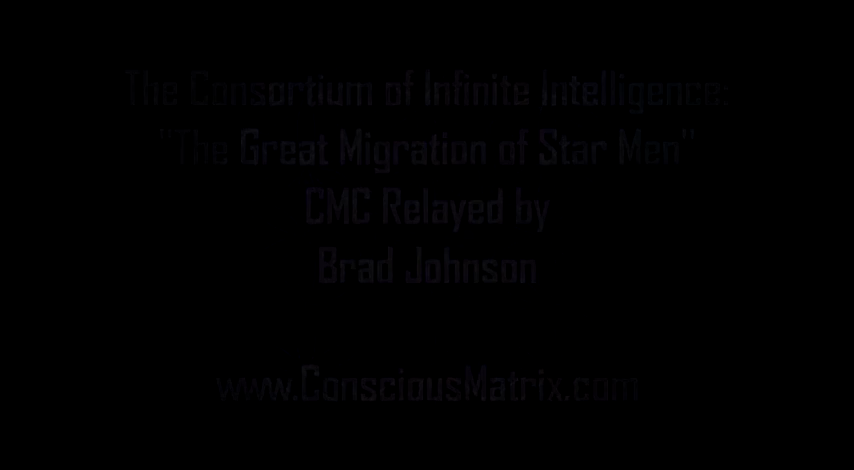 The Consortium of Infinite Intelligence:
"The Great Migration of Star Men"
CMC Relayed by
Brad Johnson
www.ConsciousMatrix.com